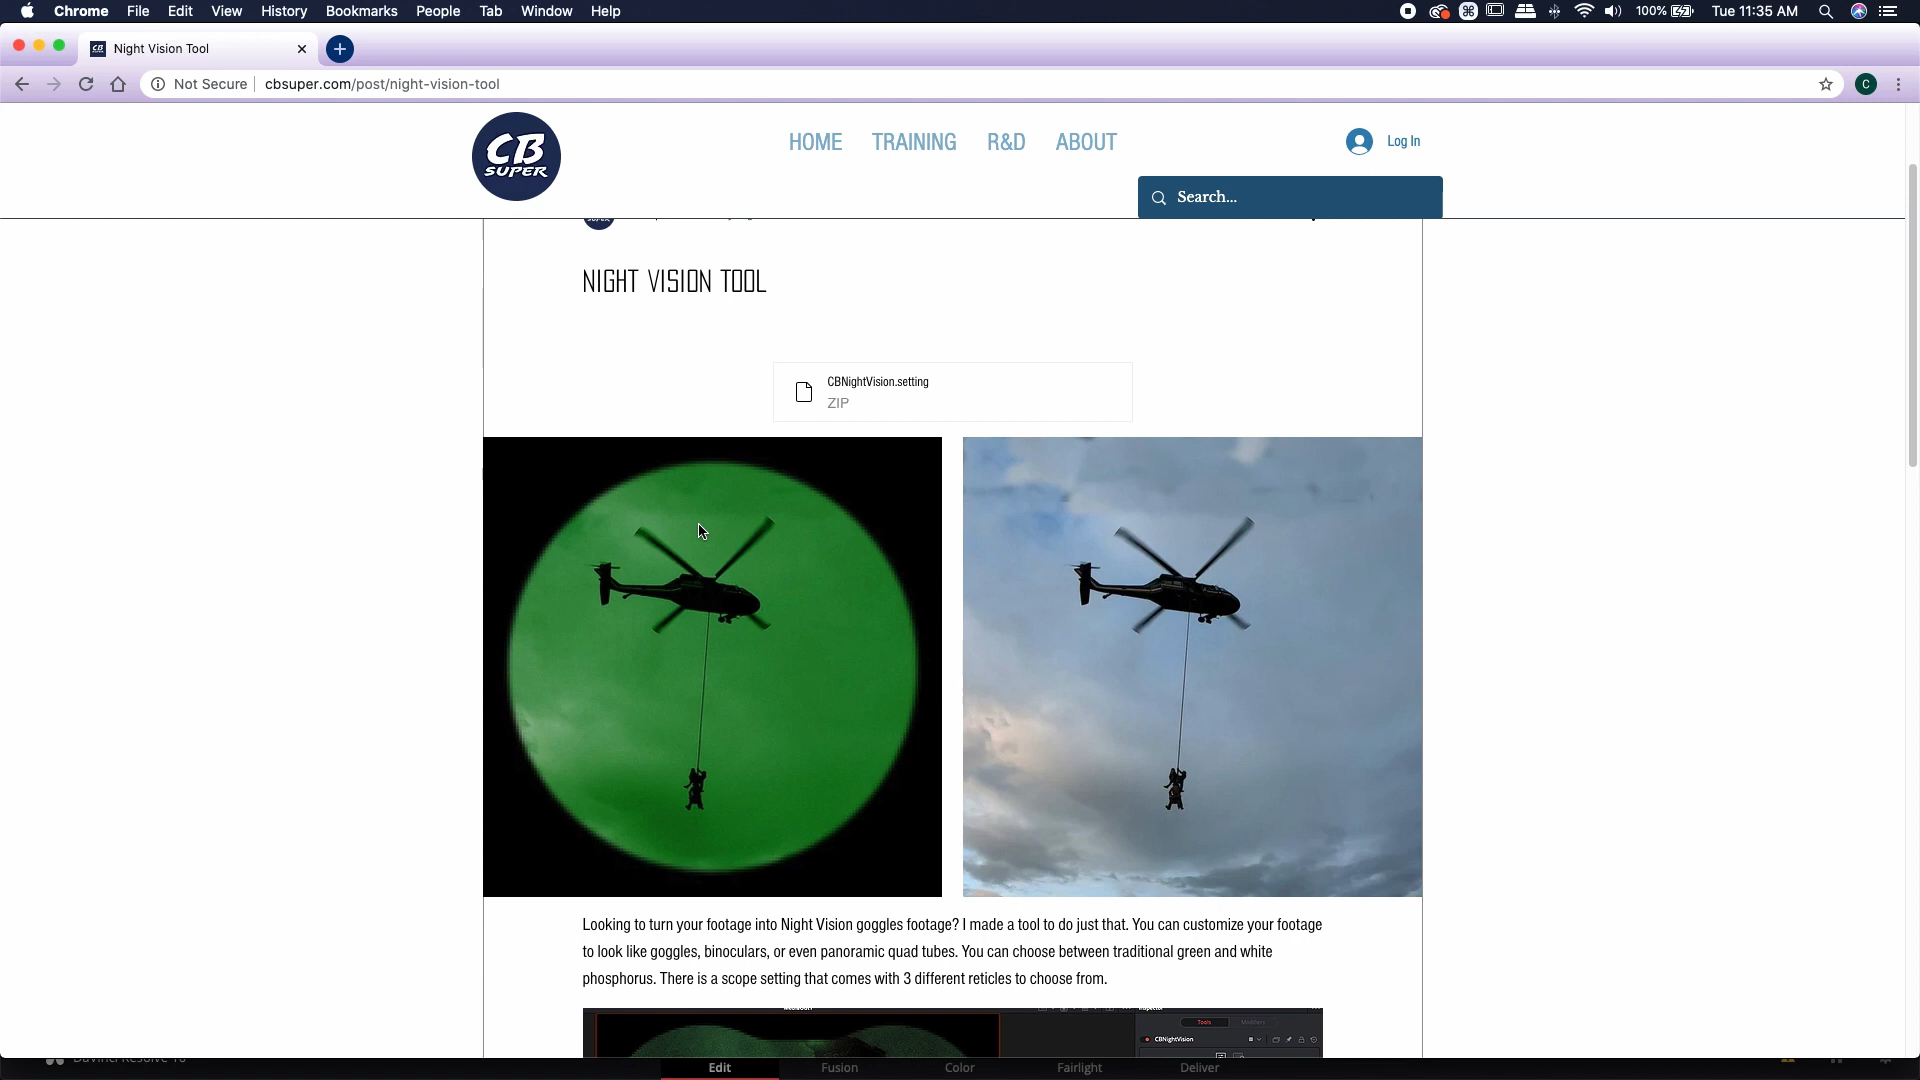 Chrome File Edit View History Bookmarks People Tab Window Help
100% Tue 11:35 AM
CB Night Vision Tool
Not Secure cbsuper.com/post/night-vision-tool C
CB
SUPER
HOME TRAINING R&D ABOUT
Log In
Search...
NIGHT VISION TOOL
CBNightVision.setting
ZIP
Looking to turn your footage into Night Vision goggles footage? I made a tool to do just that. You can customize your footage
to look like goggles, binoculars, or even panoramic quad tubes. You can choose between traditional green and white
phosphorus. There is a scope setting that comes with 3 different reticles to choose from.
Tools Modifiers
CBNightVision
Edit Fusion Color Fairlight Deliver